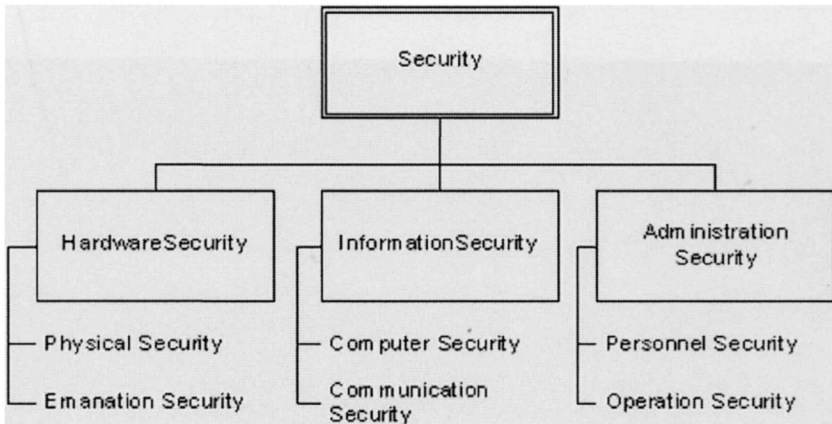 Security
HardwareSecurity
InformationSecurity
Administration
Security
Physical Security
Emanation Security
Computer Security
Communication
Security
Personnel Security
Operation Security